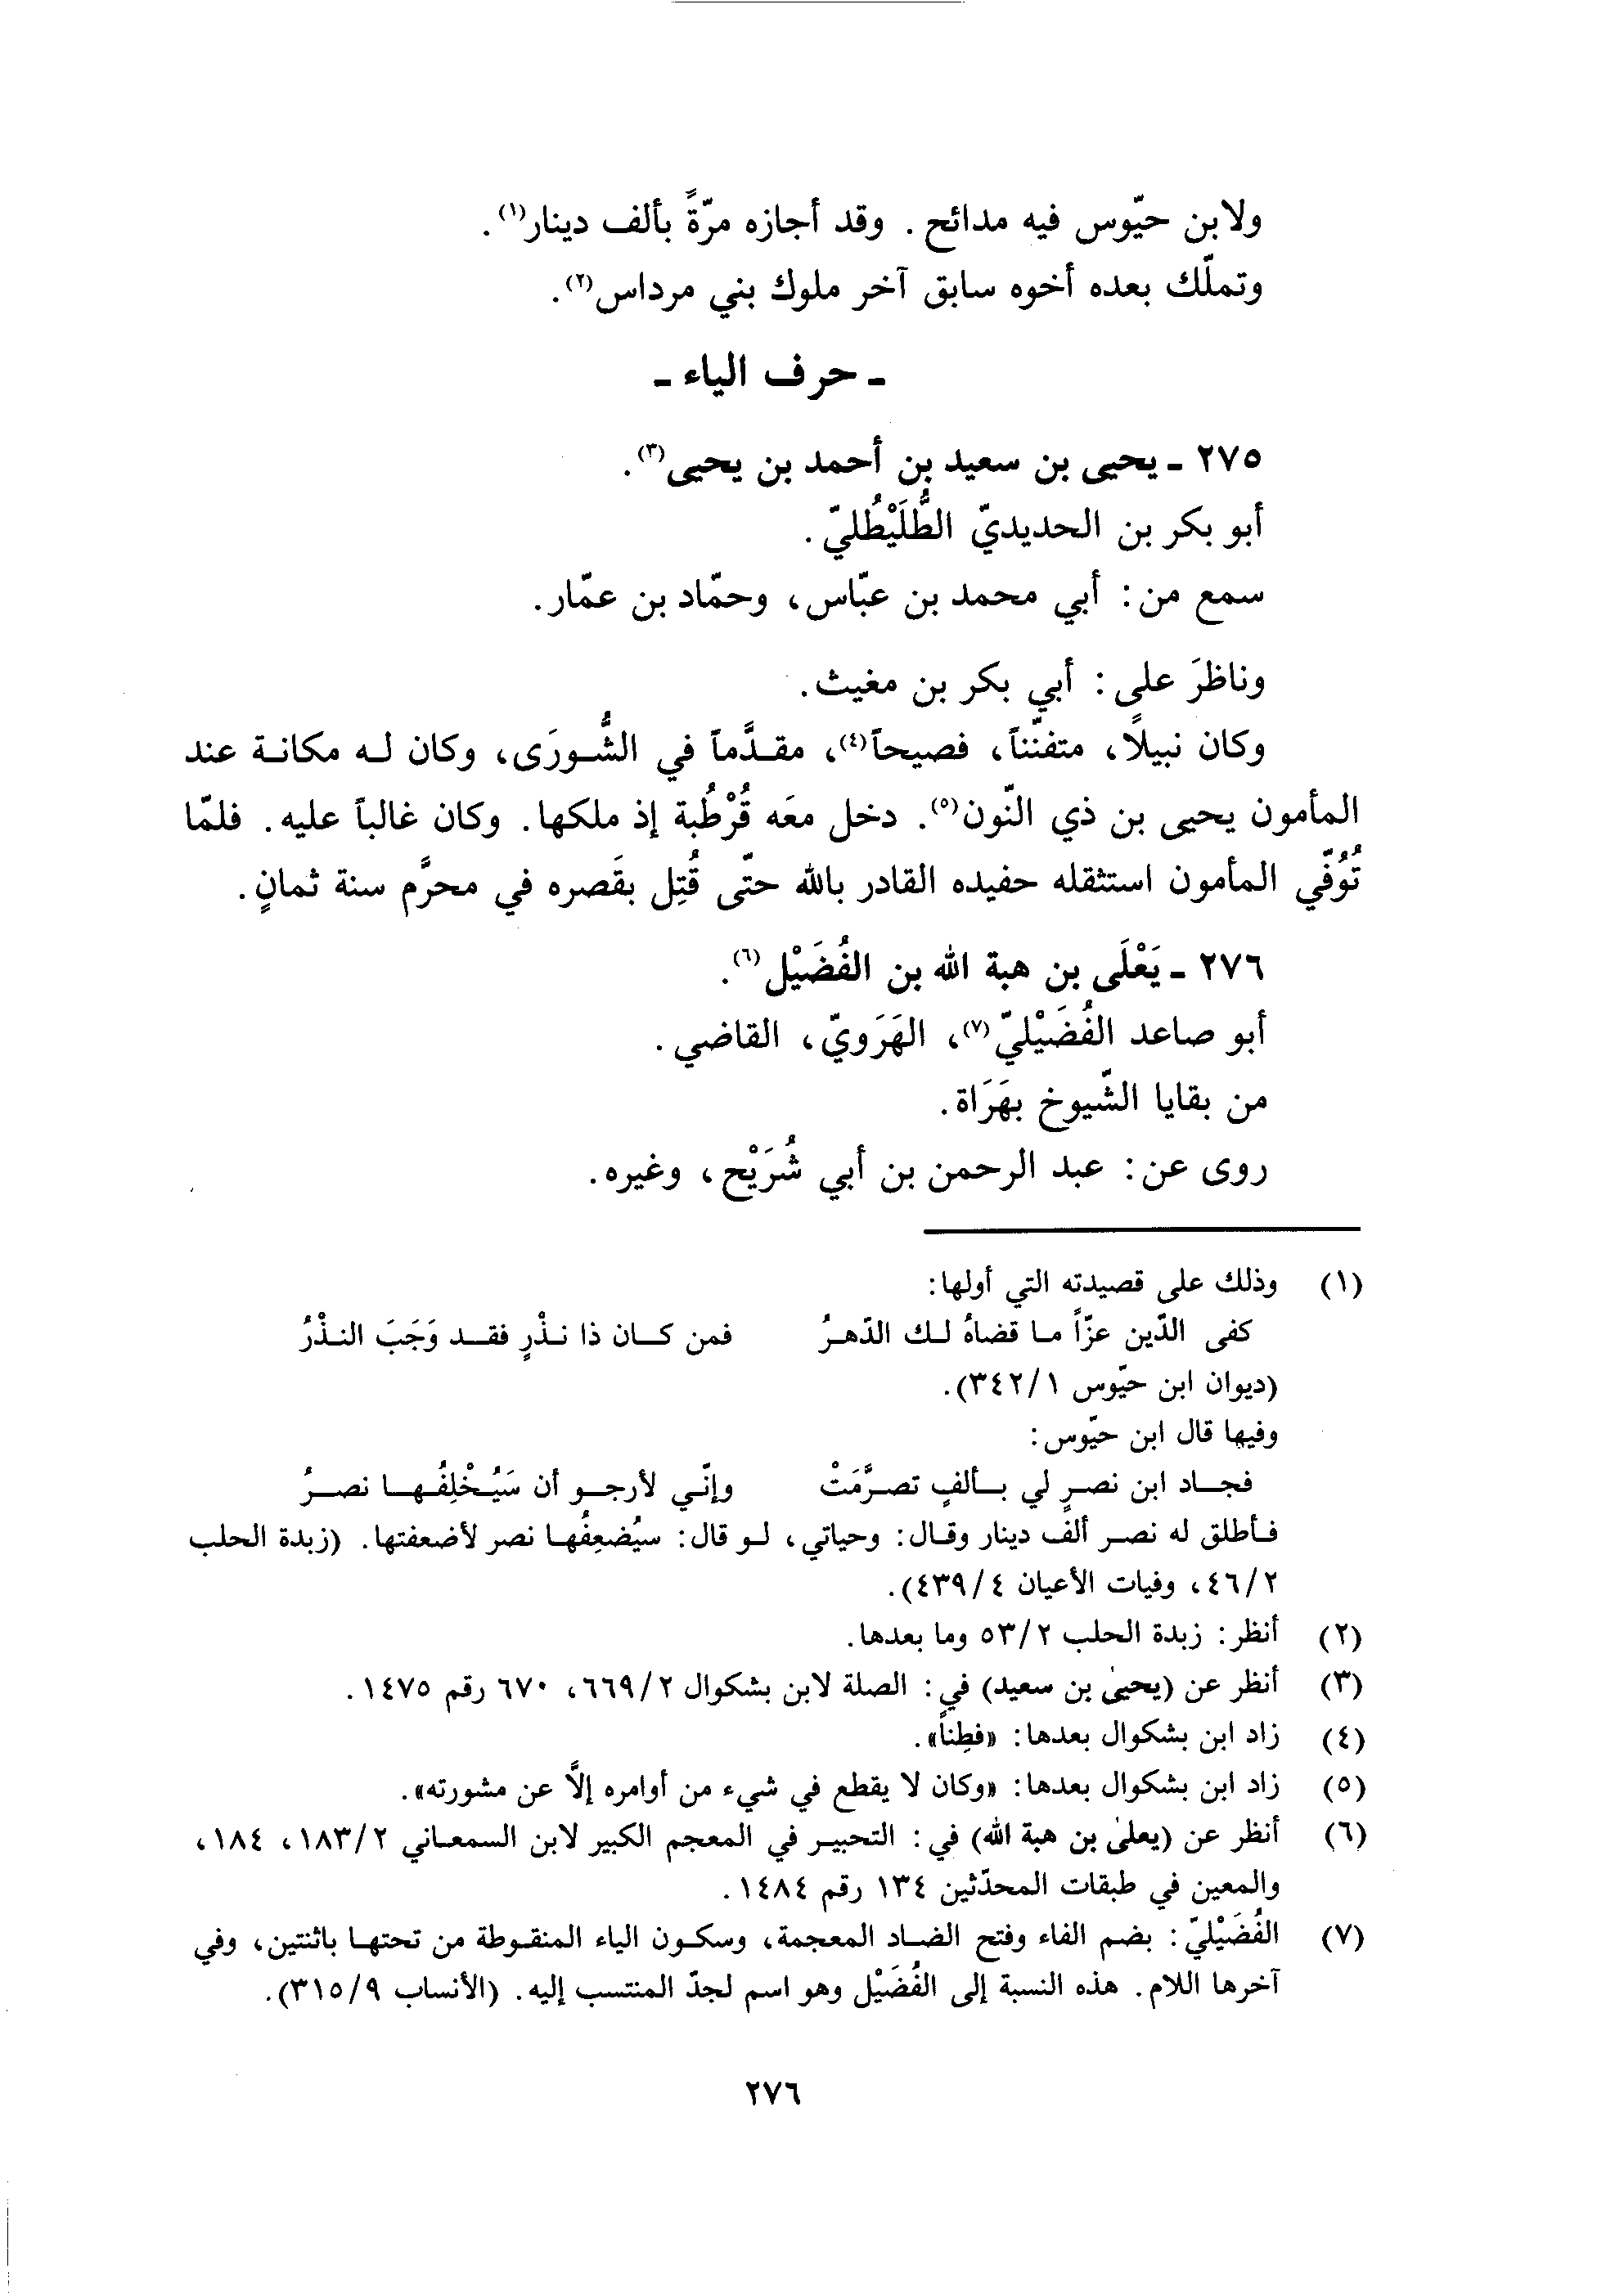 ولابن حيّوس فيه مدائح. وقد أجازه مرّةً بألف دينار(١).
وتملّك بعده أخوه سابق آخر ملوك بني مرداس(٢).
ـ حرف الياء ـ
٢٧٥ ـ يحيى بن سعيد بن أحمد بن يحيى(٣).
أبو بكر بن الحديديّ الطُّلَيْطُليّ.
سمع من: أبي محمد بن عبّاس، وحمّاد بن عمّار.
وناظرَ على: أبي بكر بن مغيث.
وكان نبيلًا، متفنّناً، فصيحاً(٤)، مقدَّماً في الشُّورَى، وكان له مكانة عند
المأمون يحيى بن ذي النّون(٥). دخل معَه قُرْطُبة إذ ملكها. وكان غالباً عليه. فلمّا
تُوُفّي المأمون استثقله حفيده القادر بالله حتّى قُتِل بقَصره في محرَّم سنة ثمانٍ.
٢٧٦ ـ يَعْلَى بن هبة الله بن الفُضَيْل(٦).
أبو صاعد الفُضَيْليّ(٧)، الهَرَويّ، القاضي.
من بقايا الشّيوخ بهَرَاة.
روى عن: عبد الرحمن بن أبي شُرَيْح، وغيره.
(١) وذلك على قصيدته التي أولها:
كفى الدّين عزّاً ما قضاهُ لك الدّهرُ فمن كان ذا نذْرٍ فقد وَجَبَ النذْرُ
(ديوان ابن حيّوس ٣٤٢/١).
وفيها قال ابن حيّوس:
فجاد ابن نصرٍ لي بألفٍ تصرَّمَتْ وإنّي لأرجو أن سَيُخْلِفُها نصرُ
فأطلق له نصر ألف دينار وقال: وحياتي، لو قال: سيُضعِفُها نصر لأضعفتها. (زبدة الحلب
٤٦/٢، وفيات الأعيان ٤٣٩/٤).
(٢) أنظر: زبدة الحلب ٥٣/٢ وما بعدها.
(٣) أنظر عن (يحيىٰ بن سعيد) في: الصلة لابن بشكوال ٦٦٩/٢، ٦٧٠ رقم ١٤٧٥.
(٤) زاد ابن بشكوال بعدها: «فطِناً».
(٥) زاد ابن بشكوال بعدها: «وكان لا يقطع في شيء من أوامره إلاَّ عن مشورته».
(٦) أنظر عن (يعلىٰ بن هبة الله) في: التحبير في المعجم الكبير لابن السمعاني ١٨٣/٢، ١٨٤،
والمعين في طبقات المحدّثين ١٣٤ رقم ١٤٨٤.
(٧) الفُضَيْليّ: بضم الفاء وفتح الضاد المعجمة، وسكون الياء المنقوطة من تحتها باثنتين، وفي
آخرها اللام. هذه النسبة إلى الفُضَيْل وهو اسم لجدّ المنتسب إليه. (الأنساب ٣١٥/٩).
٢٧٦